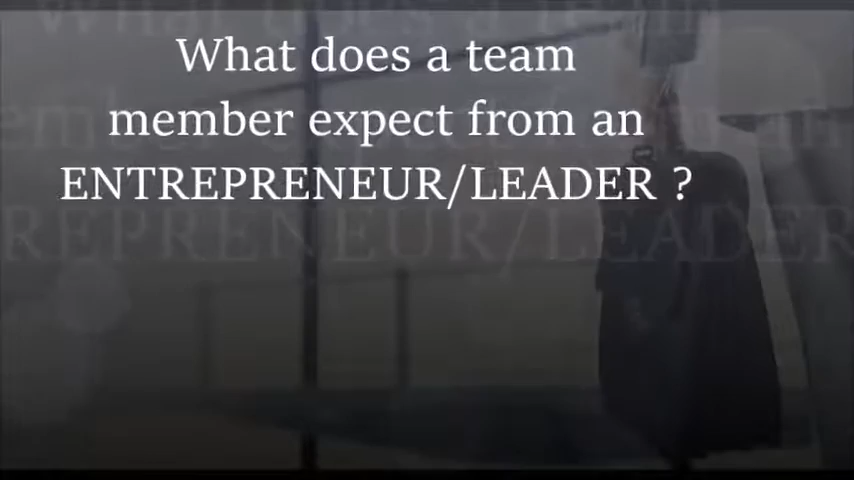 What does a team
member expect from an
ENTREPRENEUR/LEADER ?